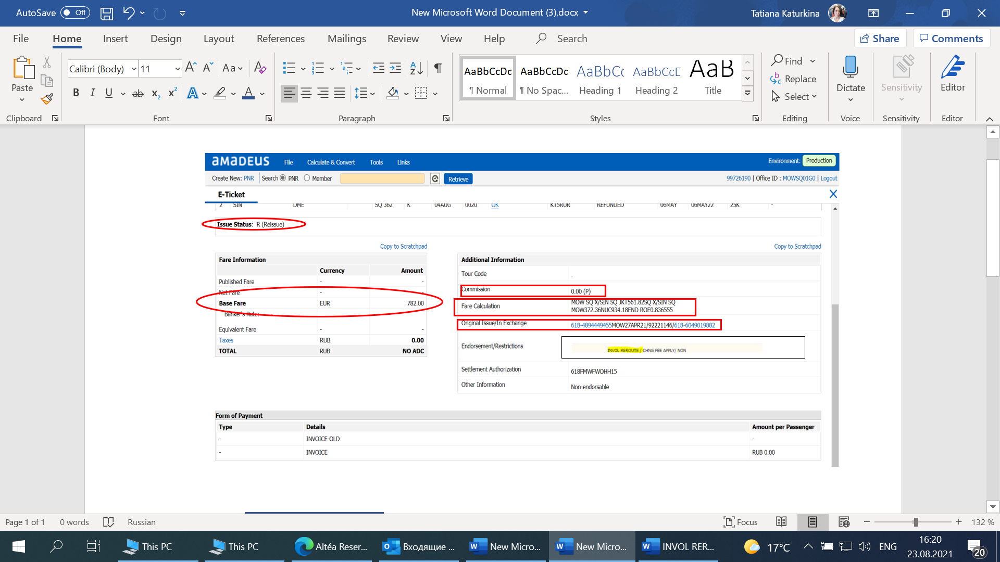 AutoSave Off
New Microsoft Word Document (3).docx
Tatiana Katurkina
File Home Insert Design Layout References Mailings Review View Help Search Share Comments
Paste
Clipboard
Calibri (Body) 11
Aa
B I U ab x2 x2 A A
Font
Paragraph
AaBbCcDc AaBbCcDc AaBbCc AaBbCcD AaB
¶ Normal ¶ No Spac... Heading 1 Heading 2 Title
Styles
Find
Replace
Select
Editing
Dictate
Voice
Sensitivity
Sensitivity
Editor
Editor
amadeus File Calculate & Convert Tools Links Environment: Production
Create New: PNR Search PNR Member Retrieve 99726190 | Office ID : MOWSQ01G0 | Logout
E-Ticket
2 SIN DME SQ 362 K 04AUG 0020 OK KT5RUR REFUNDED 06MAY 06MAY22 25K -
Issue Status: R (Reissue)
Copy to Scratchpad
Fare Information
Currency Amount
Published Fare - -
Net Fare - -
Base Fare EUR 782.00
Banker's Rate: -
Equivalent Fare - -
Taxes RUB 0.00
TOTAL RUB NO ADC
Copy to Scratchpad
Additional Information
Tour Code -
Commission 0.00 (P)
Fare Calculation MOW SQ X/SIN SQ JKT561.82SQ X/SIN SQ
MOW372.36NUC934.18END ROE0.836555
Original Issue/In Exchange 618-4894449455MOW27APR21/92221146/618-6049019882
Endorsement/Restrictions INVOL REROUTE / CHNG FEE APPLY/ NON
Settlement Authorization 618FMWFWOHH15
Other Information Non-endorsable
Form of Payment
Type Details Amount per Passenger
- INVOICE-OLD -
- INVOICE RUB 0.00
Page 1 of 1 0 words Russian Focus 132 %
This PC This PC Altéa Reser... Входящие ... New Micro... New Micro... INVOL RER... 17°C ENG
16:20
23.08.2021
20